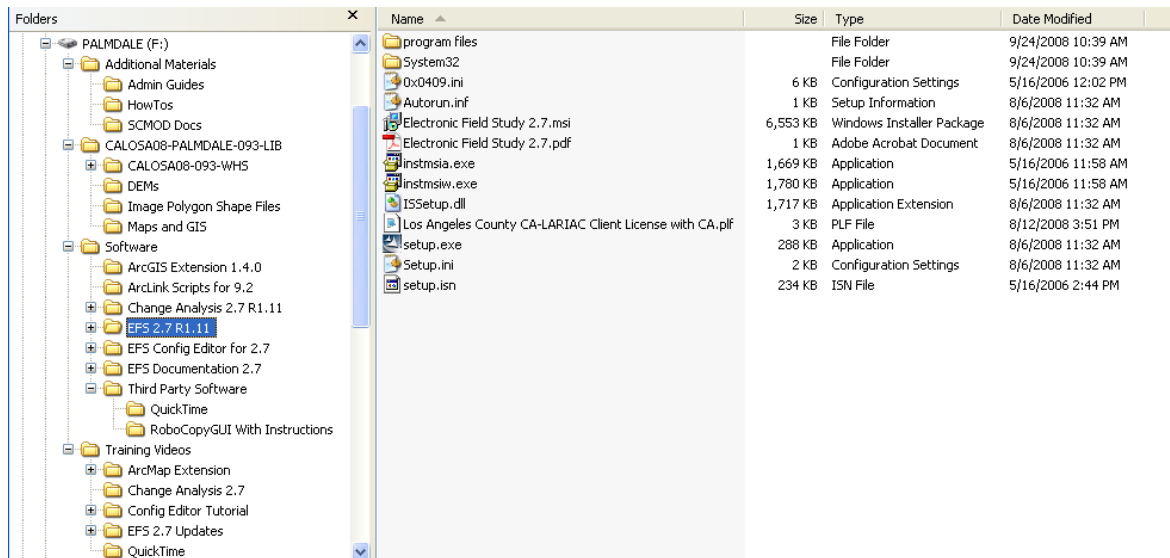 Folders
PALMDALE (F:)
Additional Materials
Admin Guides
HowTos
SCMOD Docs
CALOSA08-PALMDALE-093-LIB
CALOSA08-093-WHS
DEMs
Image Polygon Shape Files
Maps and GIS
Software
ArcGIS Extension 1.4.0
ArcLink Scripts for 9.2
Change Analysis 2.7 R1.11
EFS 2.7 R1.11
EFS Config Editor for 2.7
EFS Documentation 2.7
Third Party Software
QuickTime
RoboCopyGUI With Instructions
Training Videos
ArcMap Extension
Change Analysis 2.7
Config Editor Tutorial
EFS 2.7 Updates
QuickTime
Name Size Type Date Modified
program files File Folder 9/24/2008 10:39 AM
System32 File Folder 9/24/2008 10:39 AM
0x0409.ini 6 KB Configuration Settings 5/16/2006 12:02 PM
Autorun.inf 1 KB Setup Information 8/6/2008 11:32 AM
Electronic Field Study 2.7.msi 6,553 KB Windows Installer Package 8/6/2008 11:32 AM
Electronic Field Study 2.7.pdf 1 KB Adobe Acrobat Document 8/6/2008 11:32 AM
instmsia.exe 1,669 KB Application 5/16/2006 11:58 AM
instmsiw.exe 1,780 KB Application 5/16/2006 11:58 AM
ISSetup.dll 1,717 KB Application Extension 8/6/2008 11:32 AM
Los Angeles County CA-LARIAC Client License with CA.plf 3 KB PLF File 8/12/2008 3:51 PM
setup.exe 288 KB Application 8/6/2008 11:32 AM
Setup.ini 2 KB Configuration Settings 8/6/2008 11:32 AM
setup.isn 234 KB ISN File 5/16/2006 2:44 PM